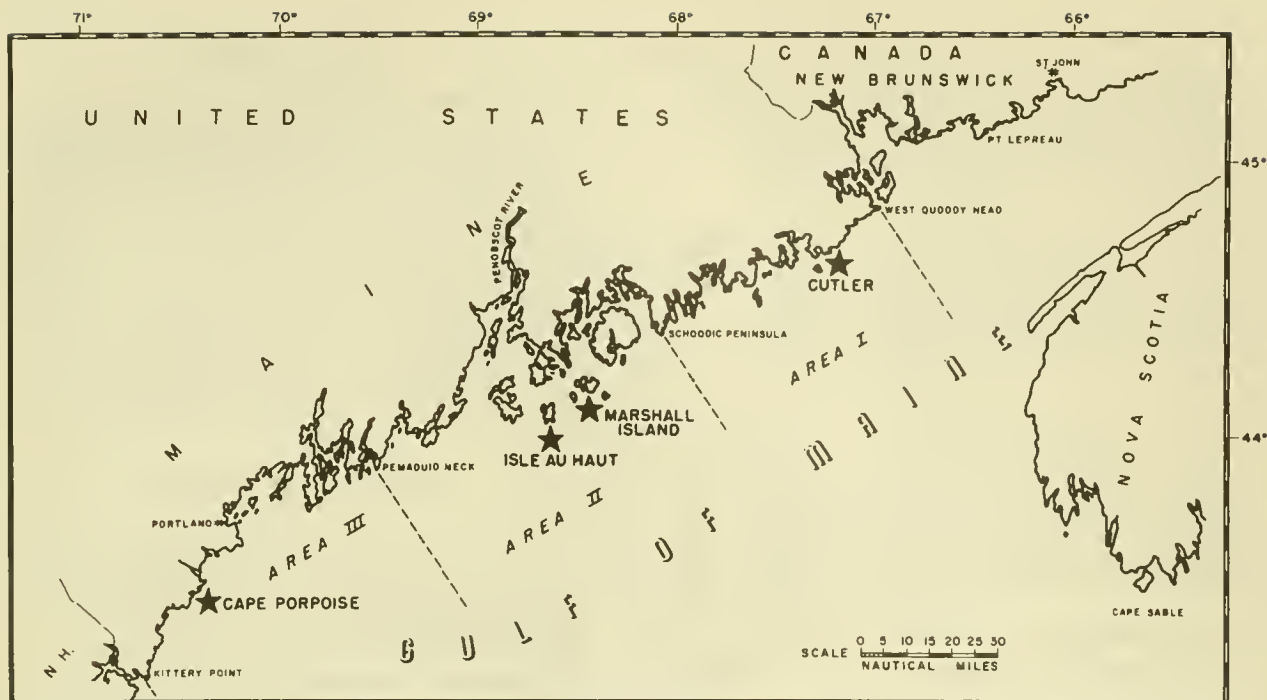 71° 70° 69° 68° 67° 66°
CANADA
NEW BRUNSWICK
ST JOHN
UNITED STATES
PT LEPREAU
45°
MAINE
PENOBSCOT RIVER
WEST QUODDY HEAD
CUTLER
SCHOODIC PENINSULA
AREA I
NOVA SCOTIA
MARSHALL
ISLAND
ISLE AU HAUT
44°
PEMAQUID NECK
AREA II
PORTLAND
AREA III
GULF OF MAINE
CAPE PORPOISE
CAPE SABLE
N.H.
KITTERY POINT
SCALE 0 5 10 15 20 25 30
NAUTICAL MILES